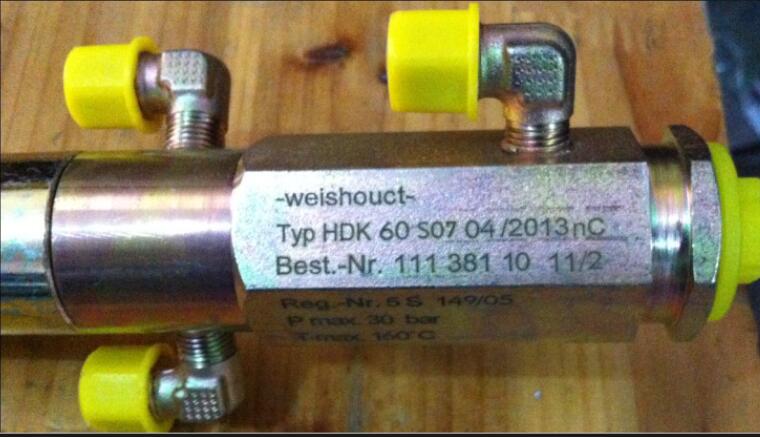 -weishouct-
Typ HDK 60 S07 04/2013 nC
Best.-Nr. 111 381 10 11/2
Reg.-Nr. 5 S 149/05
P max. 30 bar
T max. 160°C